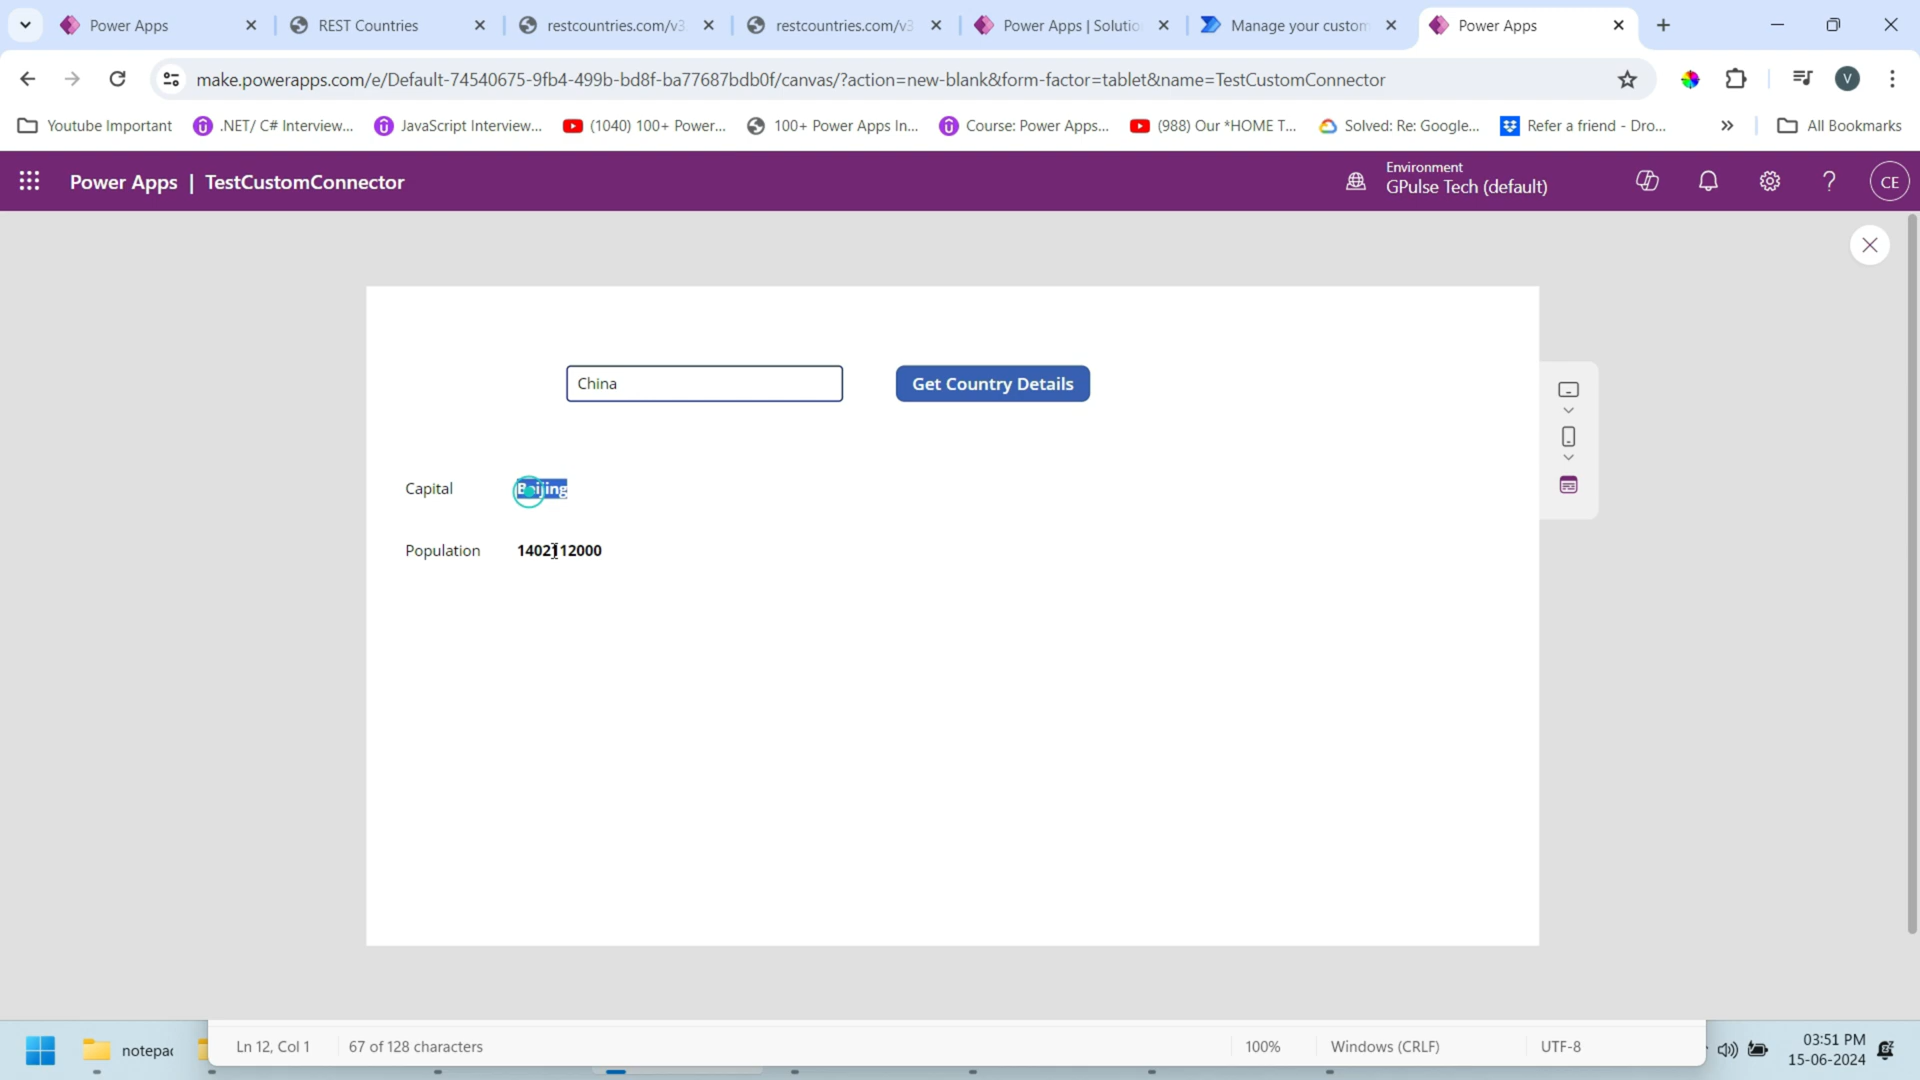 Power Apps
REST Countries
restcountries.com/v3
restcountries.com/v3
Power Apps | Solutio
Manage your custom
Power Apps
make.powerapps.com/e/Default-74540675-9fb4-499b-bd8f-ba77687bdb0f/canvas/?action=new-blank&form-factor=tablet&name=TestCustomConnector
V
Youtube Important
.NET/ C# Interview...
JavaScript Interview...
(1040) 100+ Power...
100+ Power Apps In...
Course: Power Apps...
(988) Our *HOME T...
Solved: Re: Google...
Refer a friend - Dro...
All Bookmarks
Power Apps | TestCustomConnector
Environment
GPulse Tech (default)
CE
China
Get Country Details
Capital Beijing
Population 1402112000
notepad
Ln 12, Col 1
67 of 128 characters
100%
Windows (CRLF)
UTF-8
03:51 PM
15-06-2024